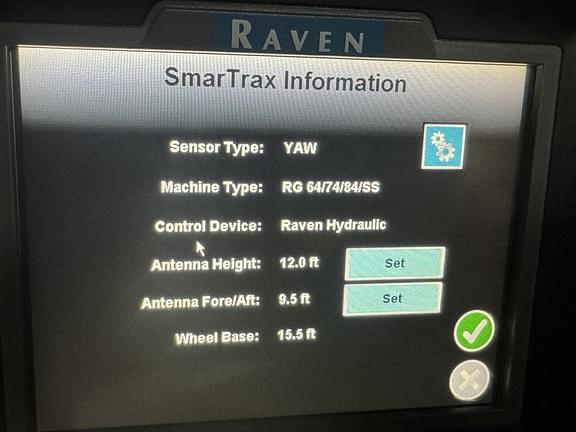 RAVEN
SmarTrax Information
Sensor Type: YAW
Machine Type: RG 64/74/84/SS
Control Device: Raven Hydraulic
Antenna Height: 12.0 ft Set
Antenna Fore/Aft: 9.5 ft Set
Wheel Base: 15.5 ft